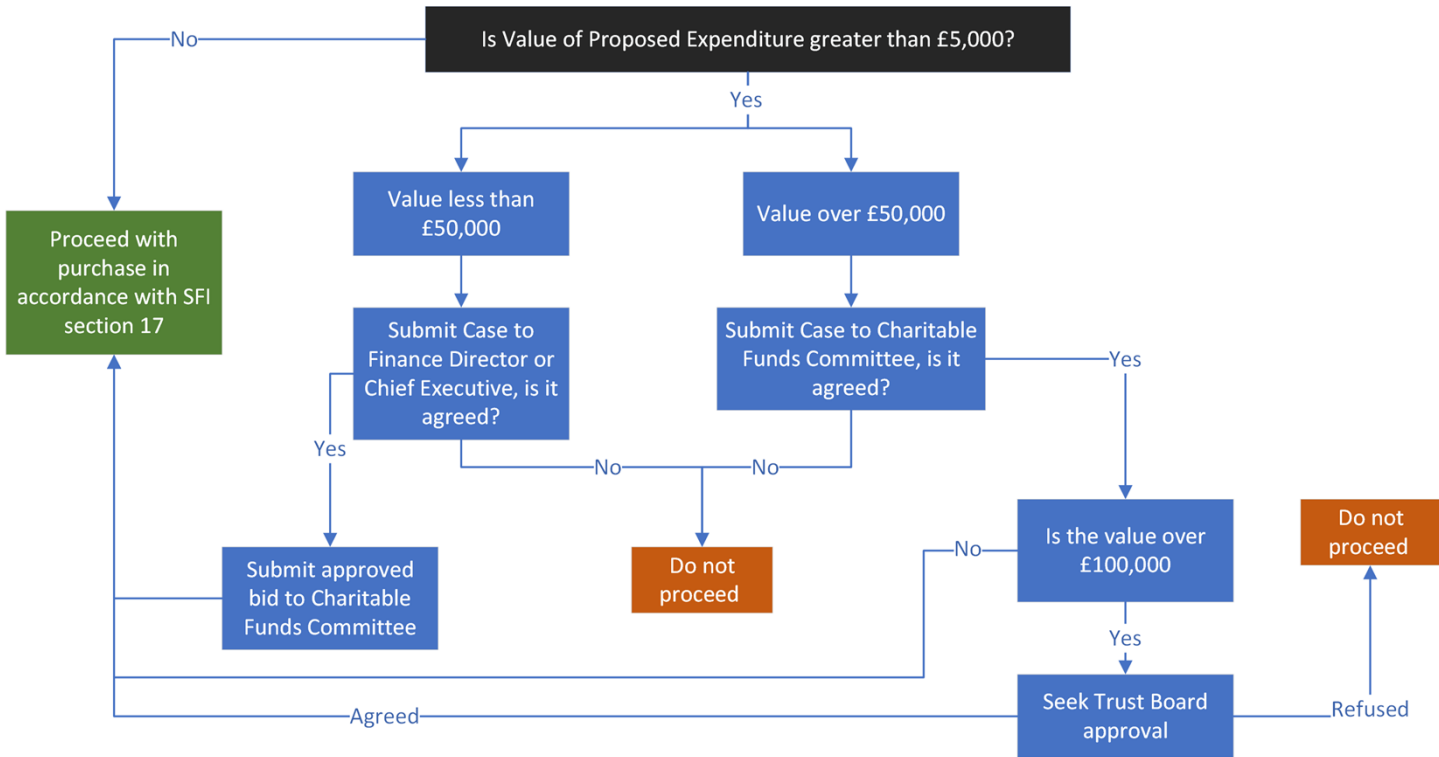 No
Is Value of Proposed Expenditure greater than £5,000?
Yes
Value less than
£50,000
Value over £50,000
Proceed with
purchase in
accordance with SFI
section 17
Submit Case to
Finance Director or
Chief Executive, is it
agreed?
Submit Case to Charitable
Funds Committee, is it
agreed?
Yes
Yes
No
No
Submit approved
bid to Charitable
Funds Committee
Do not
proceed
No
Is the value over
£100,000
Do not
proceed
Yes
Agreed
Seek Trust Board
approval
Refused